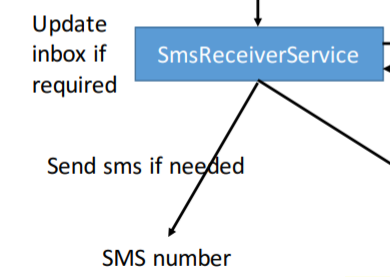 Update
inbox if
required
SmsReceiverService
Send sms if needed
SMS number